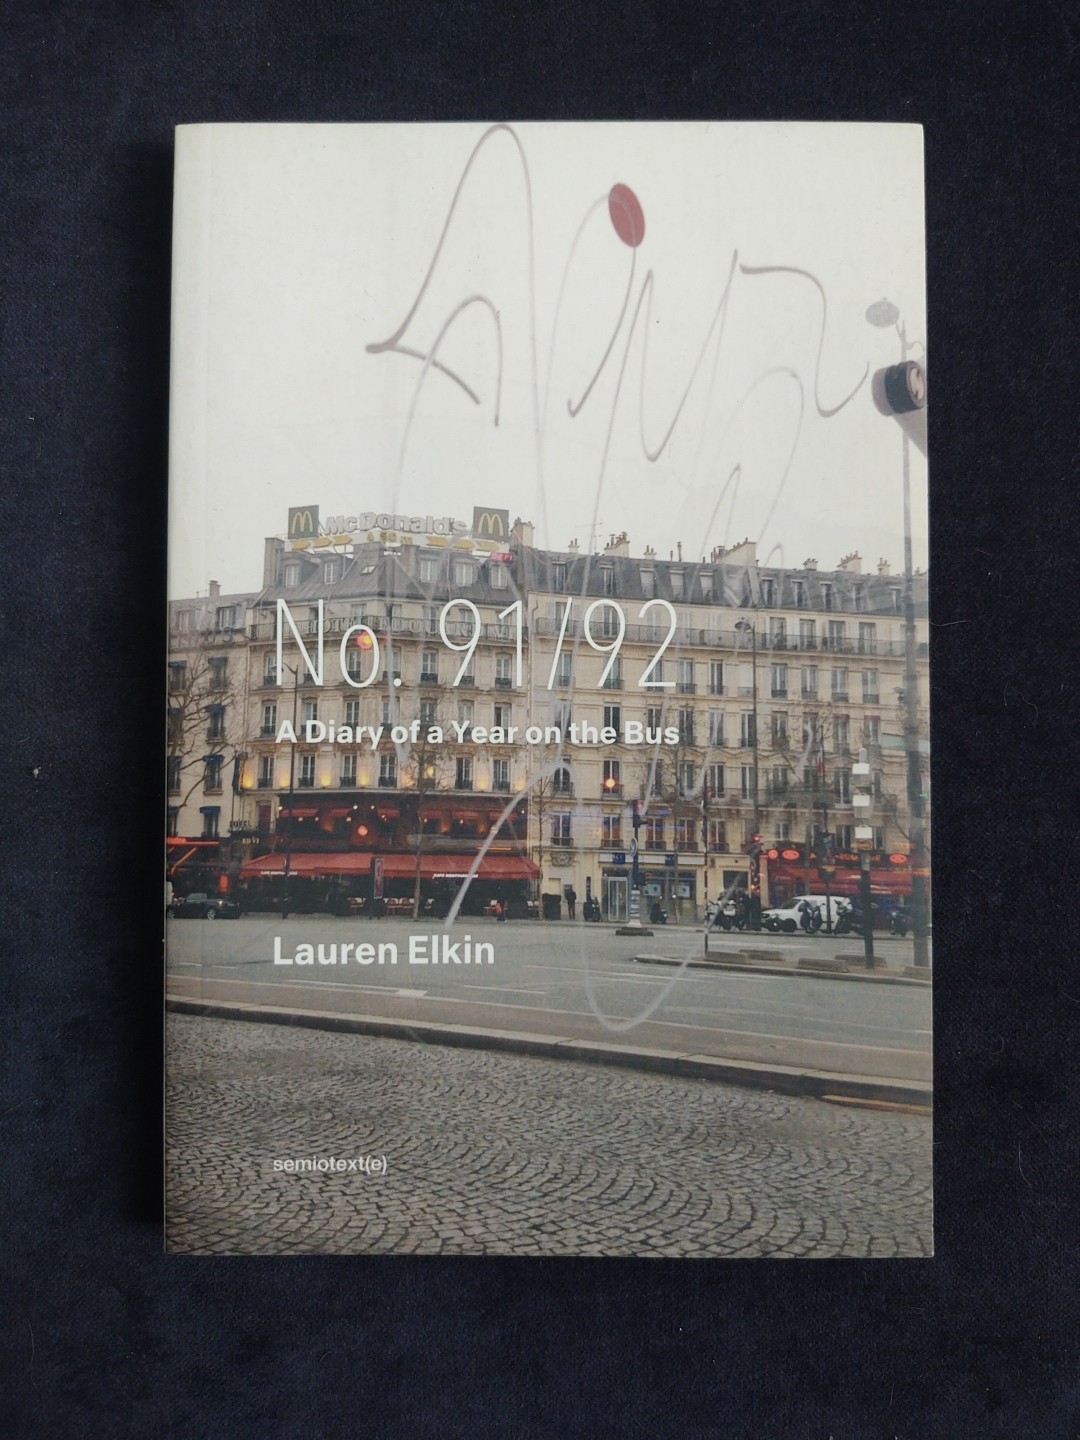 McDonald's
No. 91/92
A Diary of a Year on the Bus
Lauren Elkin
semiotext(e)